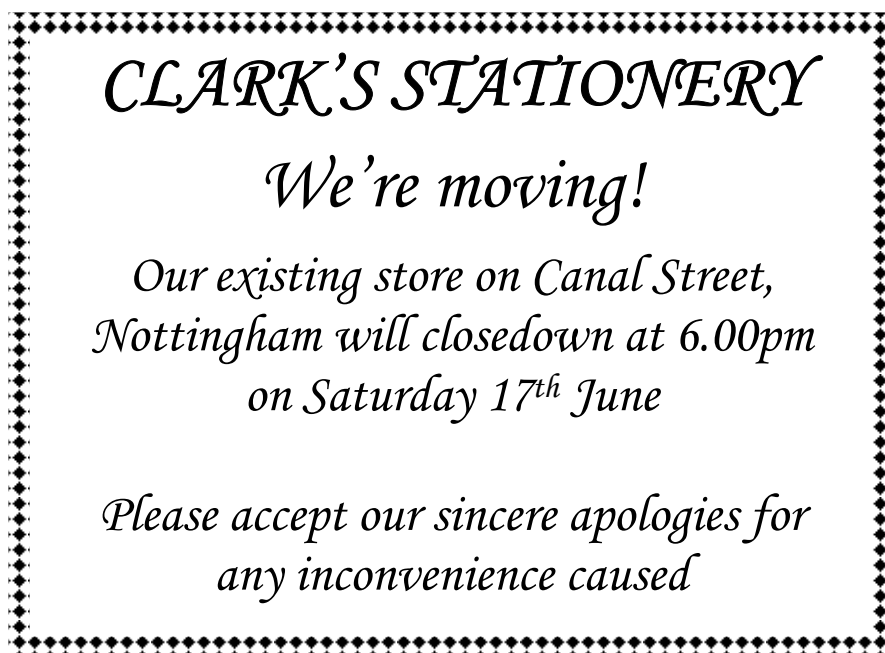 CLARK’S STATIONERY
We’re moving!
Our existing store on Canal Street,
Nottingham will closedown at 6.00pm
on Saturday 17th June
Please accept our sincere apologies for
any inconvenience caused